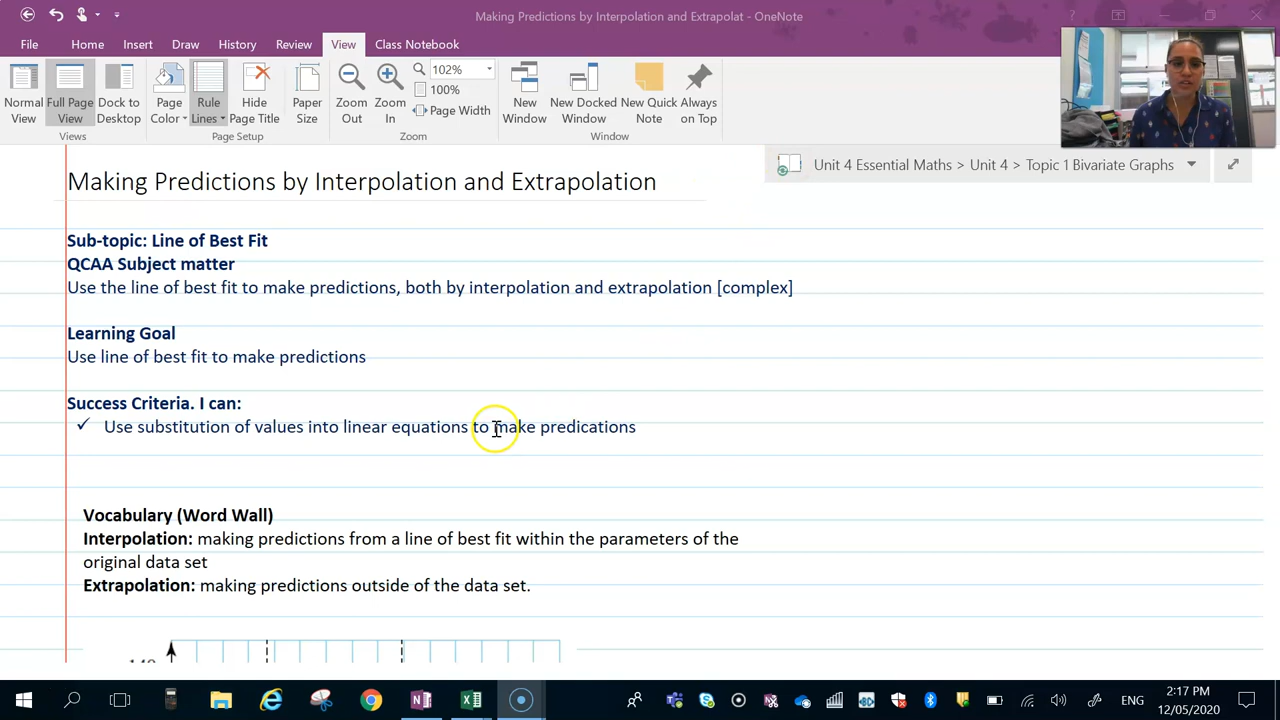 Making Predictions by Interpolation and Extrapolat - OneNote
File Home Insert Draw History Review View Class Notebook
Normal View
Full Page View
Dock to Desktop
Views
Page Color
Rule Lines
Hide Page Title
Paper Size
Page Setup
Zoom Out
Zoom In
102%
100%
Page Width
Zoom
New Window
New Docked Window
New Quick Note
Always on Top
Window
Unit 4 Essential Maths > Unit 4 > Topic 1 Bivariate Graphs
Making Predictions by Interpolation and Extrapolation
Sub-topic: Line of Best Fit
QCAA Subject matter
Use the line of best fit to make predictions, both by interpolation and extrapolation [complex]
Learning Goal
Use line of best fit to make predictions
Success Criteria. I can:
✓ Use substitution of values into linear equations to make predications
Vocabulary (Word Wall)
Interpolation: making predictions from a line of best fit within the parameters of the
original data set
Extrapolation: making predictions outside of the data set.
ENG
2:17 PM
12/05/2020